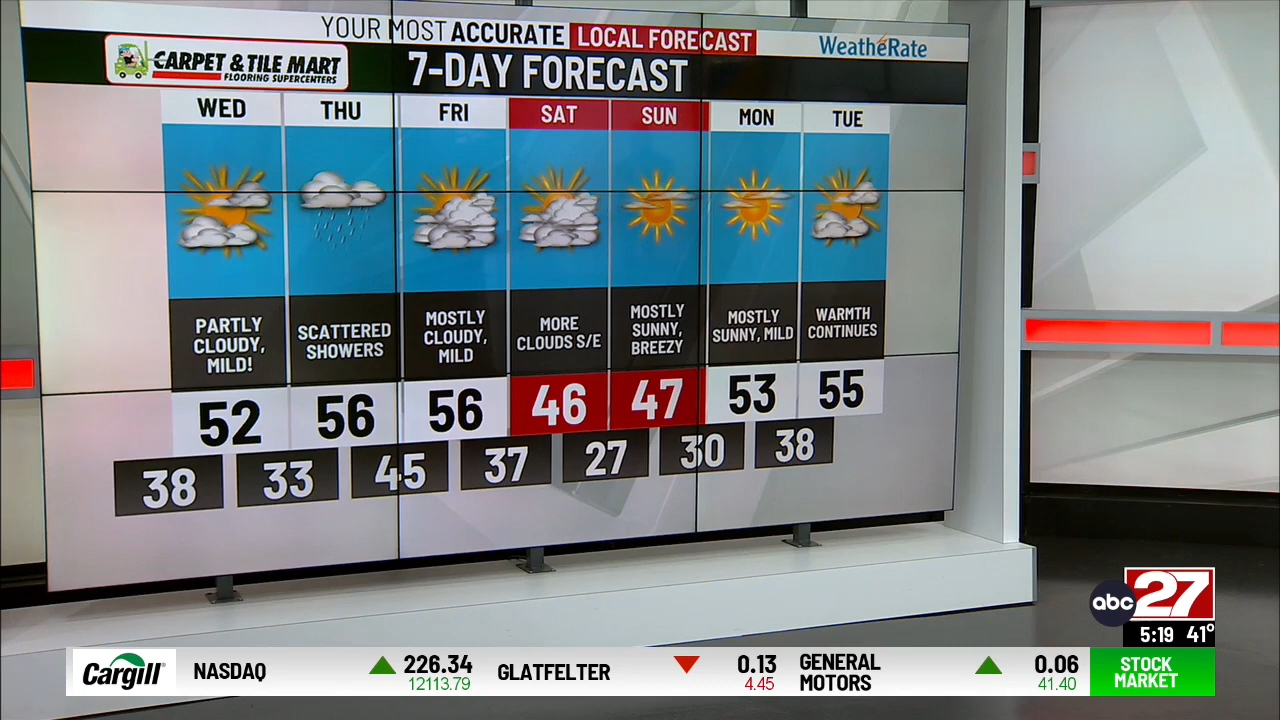 YOUR MOST ACCURATE LOCAL FORECAST
WeatheRate
CARPET & TILE MART
FLOORING SUPERCENTERS
7-DAY FORECAST
WED THU FRI SAT SUN MON TUE
PARTLY CLOUDY, MILD!
SCATTERED SHOWERS
MOSTLY CLOUDY, MILD
MORE CLOUDS S/E
MOSTLY SUNNY, BREEZY
MOSTLY SUNNY, MILD
WARMTH CONTINUES
52 56 56 46 47 53 55
38 33 45 37 27 30 38
abc 27
5:19 41°
Cargill
NASDAQ 226.34
12113.79
GLATFELTER 0.13
4.45
GENERAL MOTORS 0.06
41.40
STOCK MARKET